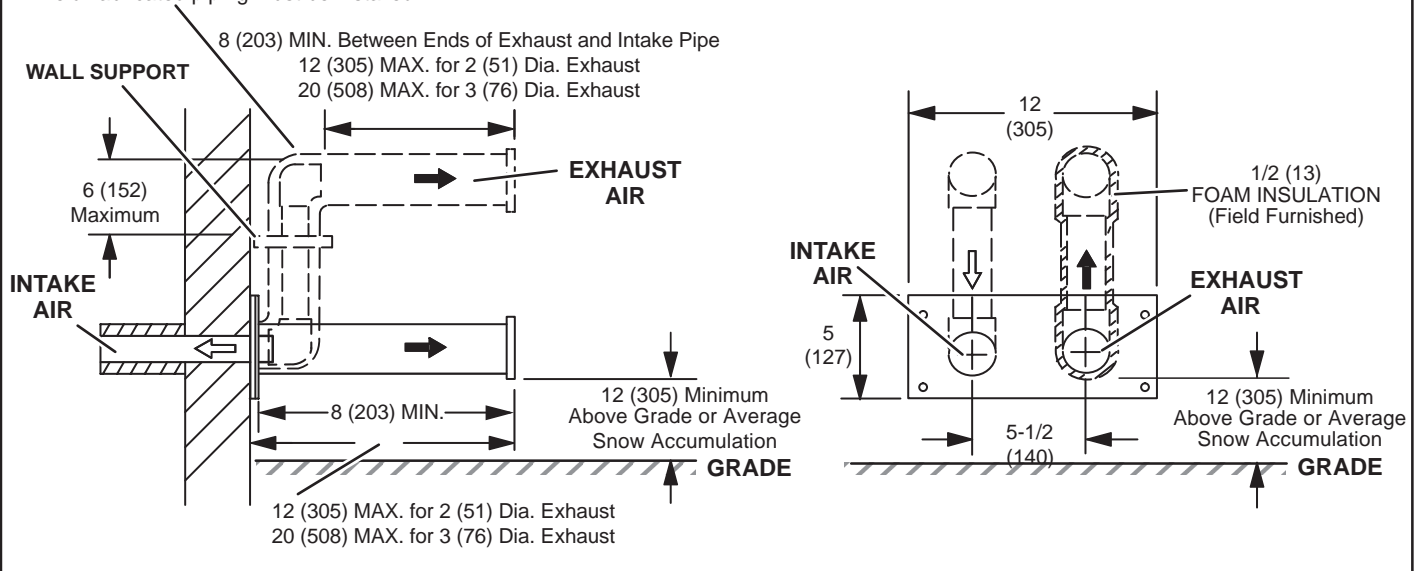 8 (203) MIN. Between Ends of Exhaust and Intake Pipe
12 (305) MAX. for 2 (51) Dia. Exhaust
20 (508) MAX. for 3 (76) Dia. Exhaust
WALL SUPPORT
EXHAUST
AIR
6 (152)
Maximum
INTAKE
AIR
8 (203) MIN.
12 (305) Minimum
Above Grade or Average
Snow Accumulation
GRADE
12 (305) MAX. for 2 (51) Dia. Exhaust
20 (508) MAX. for 3 (76) Dia. Exhaust
12
(305)
1/2 (13)
FOAM INSULATION
(Field Furnished)
INTAKE
AIR
EXHAUST
AIR
5
(127)
12 (305) Minimum
Above Grade or Average
Snow Accumulation
5-1/2
(140)
GRADE